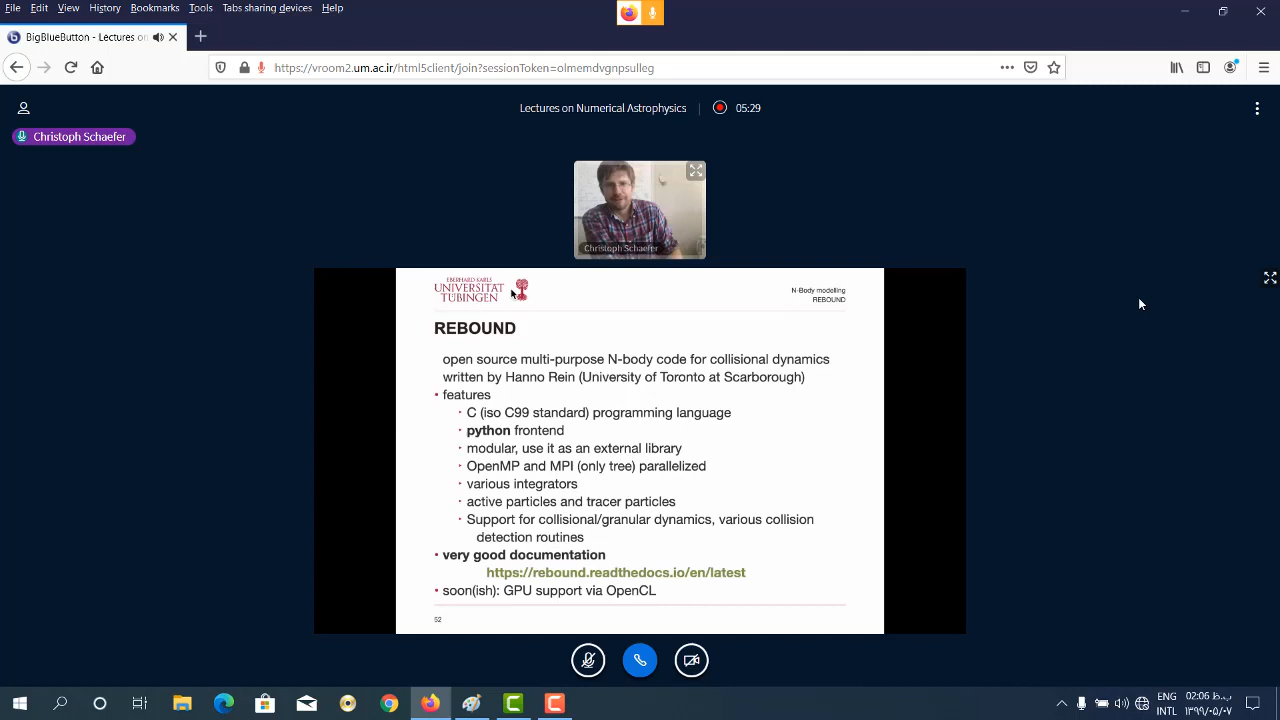 File Edit View History Bookmarks Tools Tabs sharing devices Help
BigBlueButton - Lectures on
https://vroom2.um.ac.ir/html5client/join?sessionToken=olmemdvgnpsulleg
Lectures on Numerical Astrophysics 05:29
Christoph Schaefer
Christoph Schaefer
EBERHARD KARLS
UNIVERSITÄT
TÜBINGEN
N-Body modelling
REBOUND
REBOUND
open source multi-purpose N-body code for collisional dynamics
written by Hanno Rein (University of Toronto at Scarborough)
• features
‣ C (iso C99 standard) programming language
‣ python frontend
‣ modular, use it as an external library
‣ OpenMP and MPI (only tree) parallelized
‣ various integrators
‣ active particles and tracer particles
‣ Support for collisional/granular dynamics, various collision
detection routines
• very good documentation
https://rebound.readthedocs.io/en/latest
• soon(ish): GPU support via OpenCL
52
ENG
INTL
02:06 ب.ظ
۱۳۹۹/۰۵/۰۷